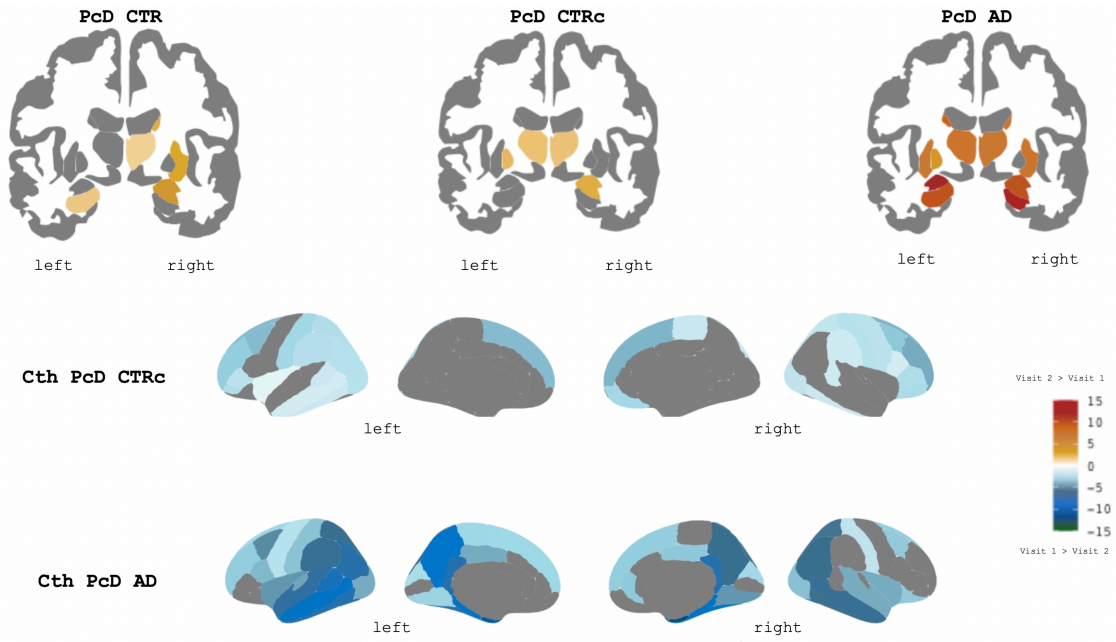 PcD CTR
PcD CTRc
PcD AD
left
right
left
right
left
right
Cth PcD CTRc
left
right
Visit 2 > Visit 1
15
10
5
0
−5
−10
−15
Visit 1 > Visit 2
Cth PcD AD
left
right